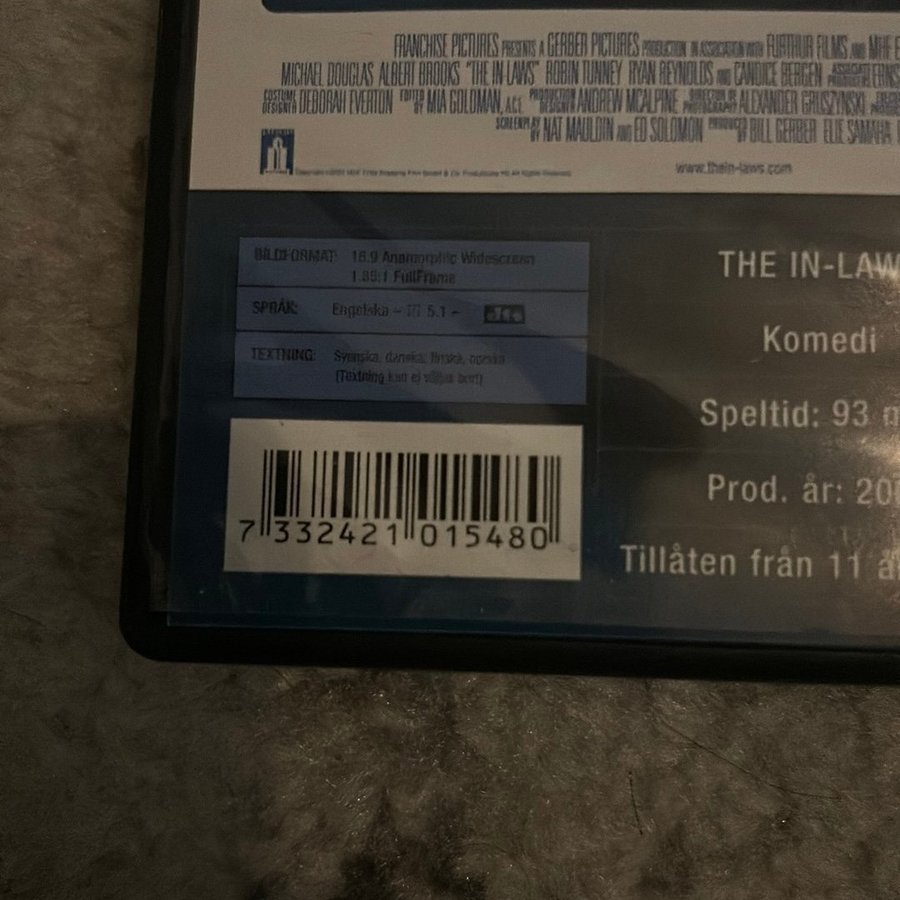 FRANCHISE PICTURES PRESENTS A GERBER PICTURES PRODUCTION IN ASSOCIATION WITH FURTHUR FILMS AND MHF
MICHAEL DOUGLAS ALBERT BROOKS "THE IN-LAWS" ROBIN TUNNEY RYAN REYNOLDS AND CANDICE BERGEN
COSTUME DESIGNER DEBORAH EVERTON EDITED BY MIA GOLDMAN, A.C.E. PRODUCTION DESIGNER ANDREW MCALPINE DIRECTOR OF PHOTOGRAPHY ALEXANDER GRUSZYNSKI
SCREENPLAY BY NAT MAULDIN AND ED SOLOMON PRODUCED BY BILL GERBER ELIE SAMAHA
www.thein-laws.com
BILDFORMAT: 16:9 Anamorphic Widescreen
1.85:1 FullFrame
SPRÅK: Engelska - 5.1 - dts
TEXTNING: Svenska, danska, finska, norska
(Textning kan ej väljas bort)
7 332421 015480
THE IN-LAW
Komedi
Speltid: 93
Prod. år: 20
Tillåten från 11 å